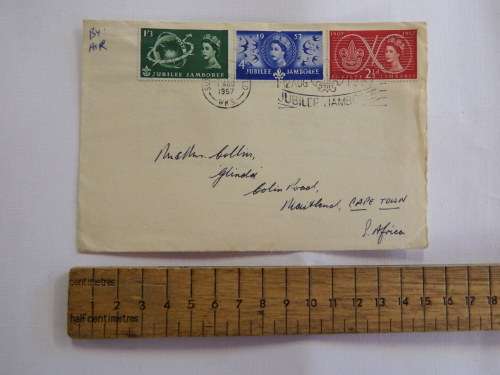 By
AIR
1'3
JUBILEE JAMBOREE
1957
4d
JUBILEE JAMBOREE
1907 1957
2½d
1957
JUBILEE JAMBOREE
Mr & Mrs Collins,
Glinda
Colin Road,
Maitland, CAPE TOWN
S. Africa
centimetres
1 2 3 4 5 6 7 8 9 10 11 12 13 14 15 16 17 18
half centimetres